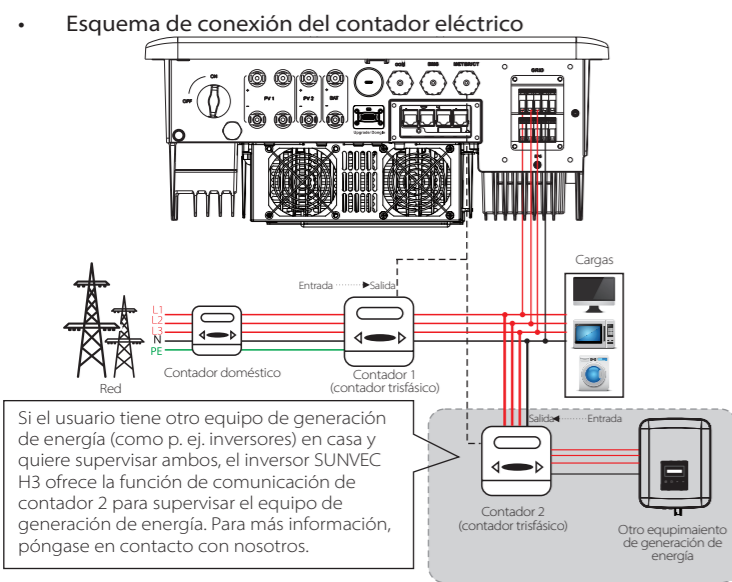 • Esquema de conexión del contador eléctrico
ON
OFF
PV 1
PV 2
BAT
+ + +
− − −
BMS
METER/CT
GRID
Upgrade/Dongle
EPS
Entrada
Salida
Cargas
L1
L2
L3
N
PE
Red
Contador doméstico
Contador 1
(contador trisfásico)
Si el usuario tiene otro equipo de generación
de energía (como p. ej. inversores) en casa y
quiere supervisar ambos, el inversor SUNVEC
H3 ofrece la función de comunicación de
contador 2 para supervisar el equipo de
generación de energía. Para más información,
póngase en contacto con nosotros.
Salida
Entrada
Contador 2
(contador trisfásico)
Otro equpimaiento
de generación de
energía